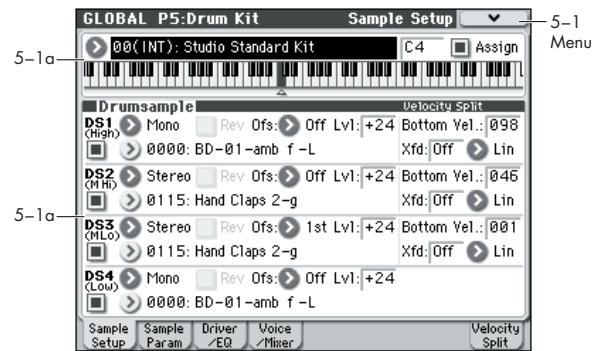 GLOBAL P5:Drum Kit Sample Setup
5–1 Menu
5–1a
00(INT): Studio Standard Kit C4 Assign
Drumsample Velocity Split
DS1 (High) Mono Rev Ofs: Off Lvl: +24 Bottom Vel.: 098
0000: BD-01-amb f -L Xfd: Off Lin
DS2 (M Hi) Stereo Rev Ofs: Off Lvl: +24 Bottom Vel.: 046
0115: Hand Claps 2-g Xfd: Off Lin
5–1a
DS3 (MLo) Stereo Rev Ofs: 1st Lvl: +24 Bottom Vel.: 001
0115: Hand Claps 2-g Xfd: Off Lin
DS4 (Low) Mono Rev Ofs: Off Lvl: +24
0000: BD-01-amb f -L
Sample Setup Sample Param Driver /EQ Voice /Mixer Velocity Split